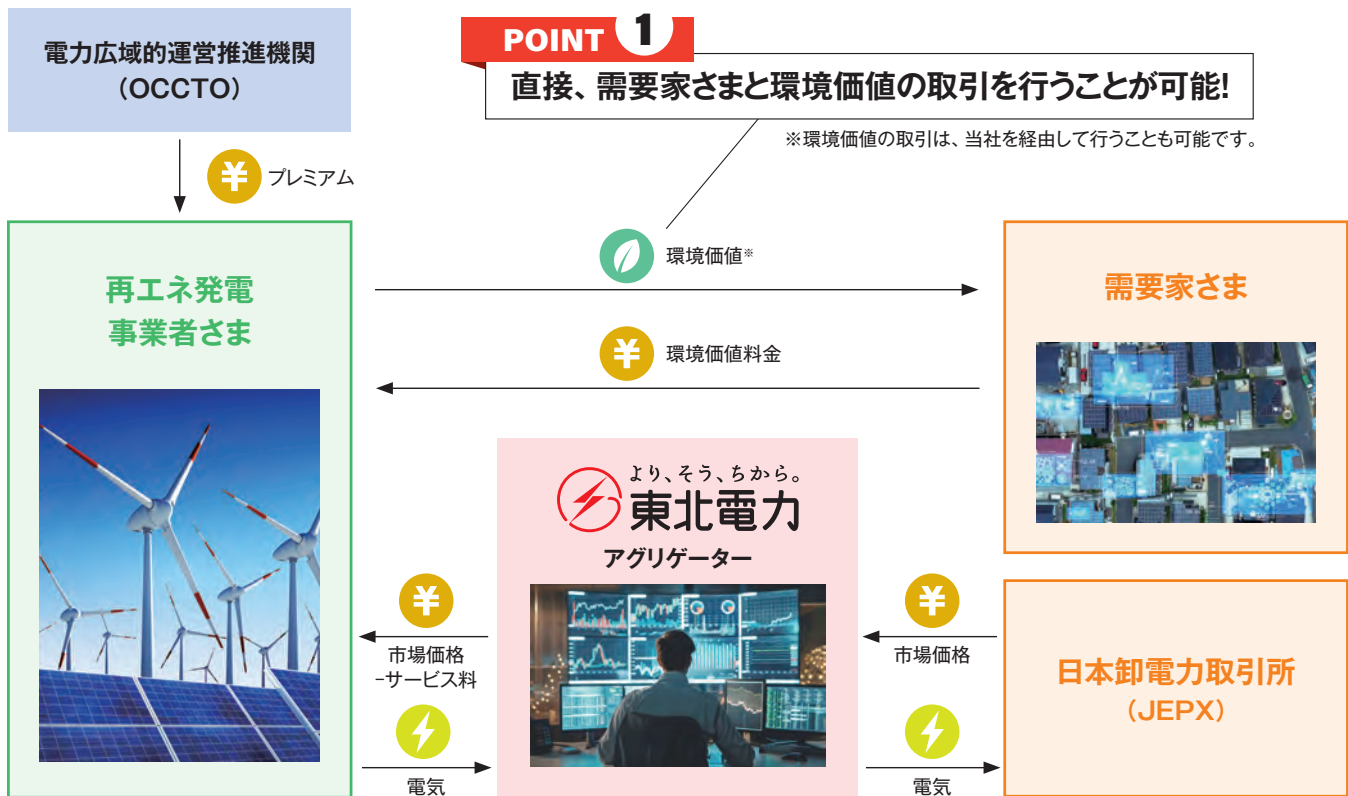 電力広域的運営推進機関
(OCCTO)
POINT 1
直接、需要家さまと環境価値の取引を行うことが可能!
※環境価値の取引は、当社を経由して行うことも可能です。
¥ プレミアム
再エネ発電
事業者さま
環境価値※
¥ 環境価値料金
需要家さま
より、そう、ちから。
東北電力
アグリゲーター
¥
市場価格
-サービス料
電気
¥
市場価格
電気
日本卸電力取引所
(JEPX)